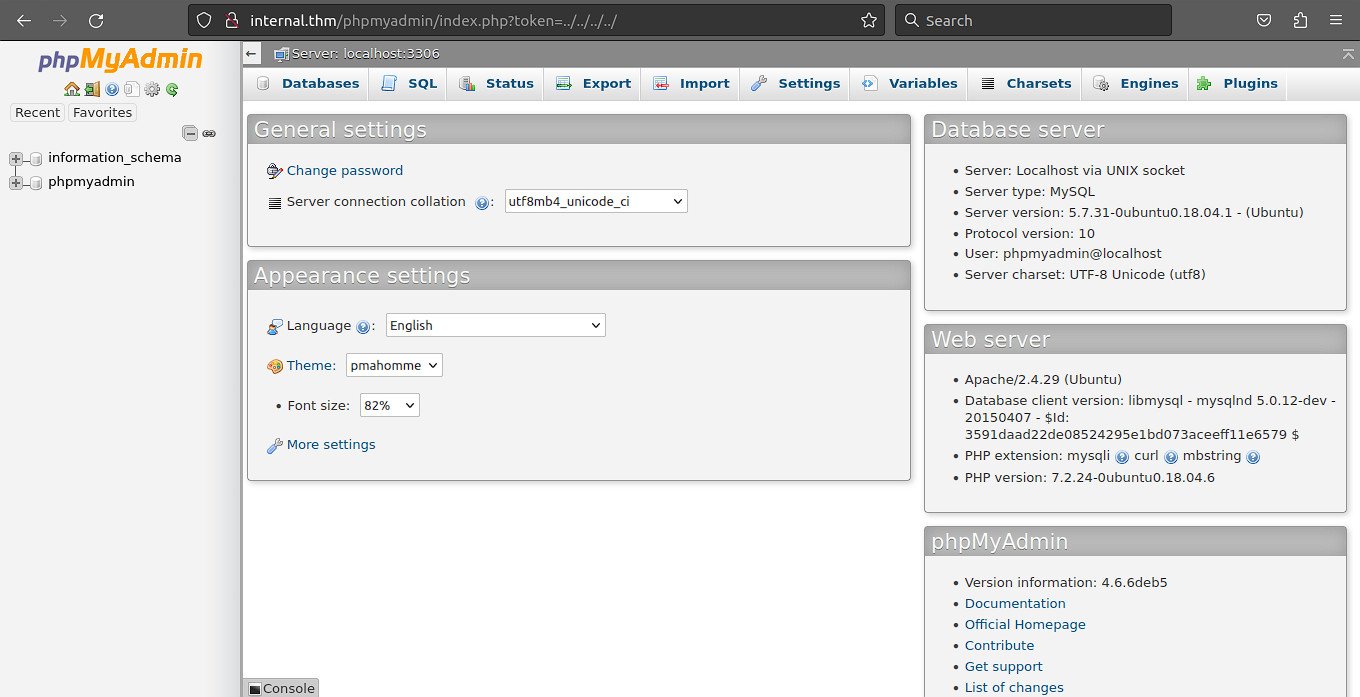 internal.thm/phpmyadmin/index.php?token=../../../../
Search
phpMyAdmin
Recent
Favorites
information_schema
phpmyadmin
Server: localhost:3306
Databases
SQL
Status
Export
Import
Settings
Variables
Charsets
Engines
Plugins
General settings
Change password
Server connection collation :
utf8mb4_unicode_ci
Appearance settings
Language :
English
Theme:
pmahomme
• Font size:
82%
More settings
Console
Database server
• Server: Localhost via UNIX socket
• Server type: MySQL
• Server version: 5.7.31-0ubuntu0.18.04.1 - (Ubuntu)
• Protocol version: 10
• User: phpmyadmin@localhost
• Server charset: UTF-8 Unicode (utf8)
Web server
• Apache/2.4.29 (Ubuntu)
• Database client version: libmysql - mysqlnd 5.0.12-dev -
20150407 - $Id:
3591daad22de08524295e1bd073aceeff11e6579 $
• PHP extension: mysqli curl mbstring
• PHP version: 7.2.24-0ubuntu0.18.04.6
phpMyAdmin
• Version information: 4.6.6deb5
• Documentation
• Official Homepage
• Contribute
• Get support
• List of changes